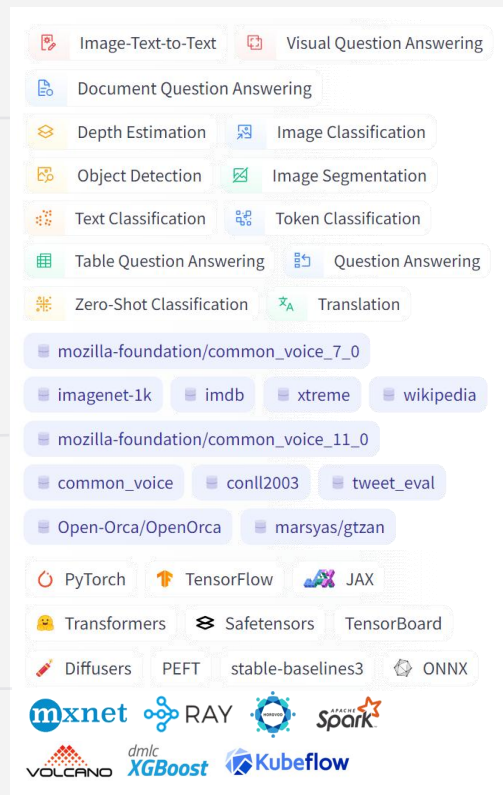 Image-Text-to-Text Visual Question Answering
Document Question Answering
Depth Estimation Image Classification
Object Detection Image Segmentation
Text Classification Token Classification
Table Question Answering Question Answering
Zero-Shot Classification Translation
mozilla-foundation/common_voice_7_0
imagenet-1k imdb xtreme wikipedia
mozilla-foundation/common_voice_11_0
common_voice conll2003 tweet_eval
Open-Orca/OpenOrca marsyas/gtzan
PyTorch TensorFlow JAX
Transformers Safetensors TensorBoard
Diffusers PEFT stable-baselines3 ONNX
mxnet RAY HOROVOD APACHE Spark
VOLCANO dmlc XGBoost Kubeflow